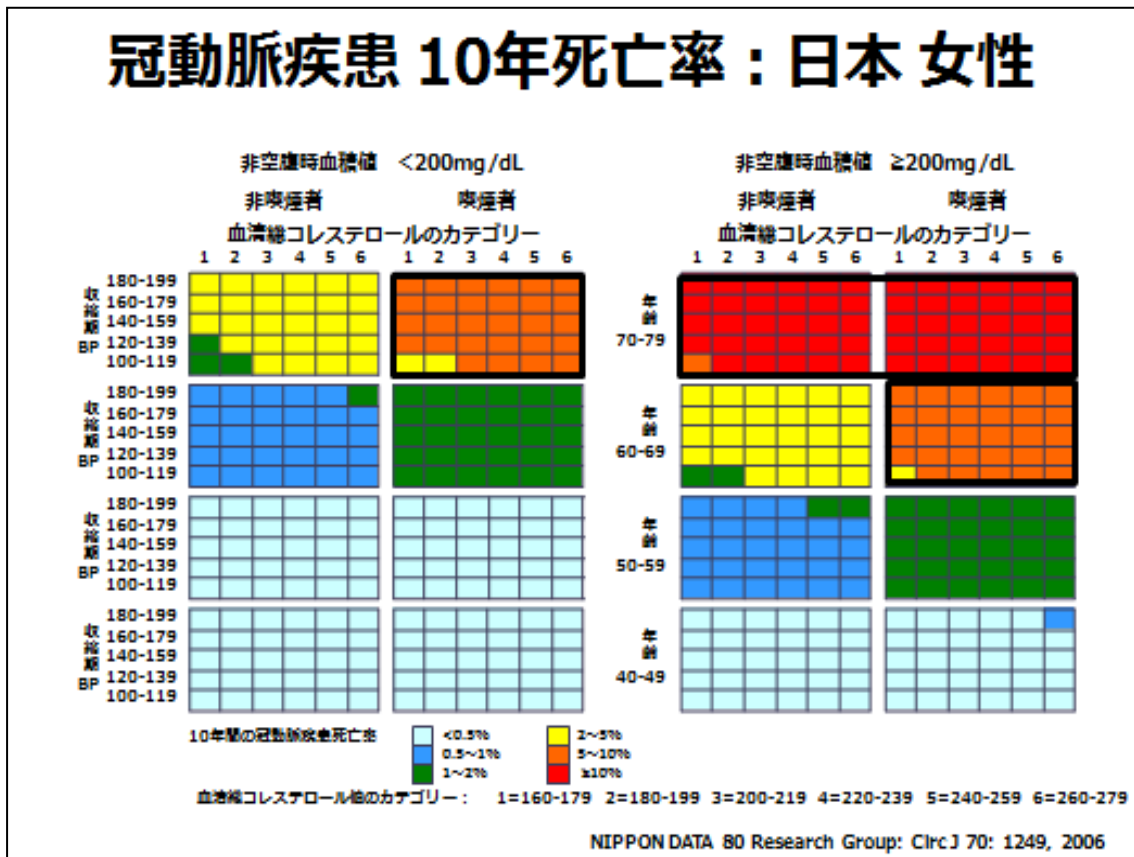 冠動脈疾患 10年死亡率：日本 女性
非空腹時血糖値 <200mg/dL 非空腹時血糖値 ≧200mg/dL
非喫煙者 喫煙者 非喫煙者 喫煙者
血清総コレステロールのカテゴリー 血清総コレステロールのカテゴリー
1 2 3 4 5 6 1 2 3 4 5 6 1 2 3 4 5 6 1 2 3 4 5 6
収縮期BP
180-199
160-179
140-159
120-139
100-119
年齢
70-79
収縮期BP
180-199
160-179
140-159
120-139
100-119
年齢
60-69
収縮期BP
180-199
160-179
140-159
120-139
100-119
年齢
50-59
収縮期BP
180-199
160-179
140-159
120-139
100-119
年齢
40-49
10年間の冠動脈疾患死亡率
<0.5% 2～5%
0.5～1% 5～10%
1～2% ≧10%
血清総コレステロール値のカテゴリー： 1=160-179 2=180-199 3=200-219 4=220-239 5=240-259 6=260-279
NIPPON DATA 80 Research Group: Circ J 70: 1249, 2006